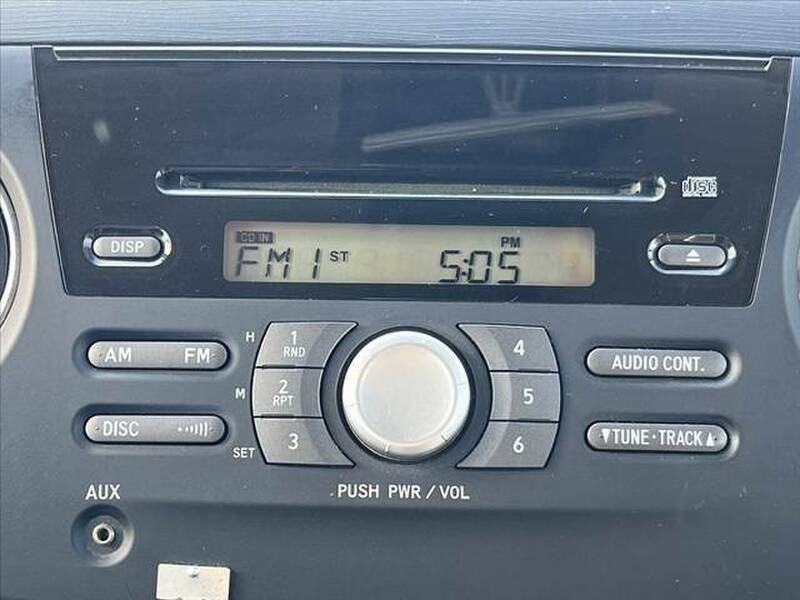 disc
DISP
CD IN
FM1 ST
PM
5:05
AM FM
DISC
H
M
SET
1
RND
2
RPT
3
4
5
6
AUDIO CONT.
▼TUNE・TRACK▲
PUSH PWR / VOL
AUX